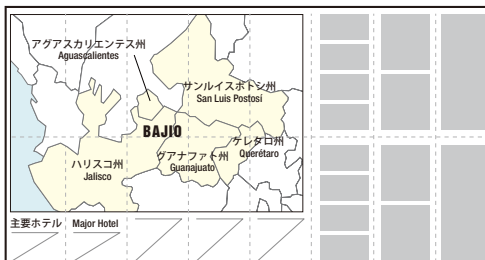 アグアスカリエンテス州
Aguascalientes
サンルイスポトシ州
San Luis Postosí
BAJIO
ケレタロ州
Querétaro
グアナファト州
Guanajuato
ハリスコ州
Jalisco
主要ホテル Major Hotel